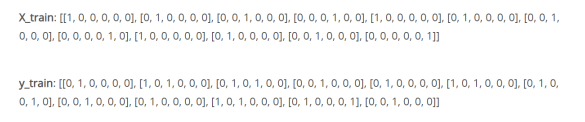 X_train: [[1, 0, 0, 0, 0, 0], [0, 1, 0, 0, 0, 0], [0, 0, 1, 0, 0, 0], [0, 0, 0, 1, 0, 0], [1, 0, 0, 0, 0, 0], [0, 1, 0, 0, 0, 0], [0, 0, 1,
0, 0, 0], [0, 0, 0, 0, 1, 0], [1, 0, 0, 0, 0, 0], [0, 1, 0, 0, 0, 0], [0, 0, 1, 0, 0, 0], [0, 0, 0, 0, 0, 1]]
y_train: [[0, 1, 0, 0, 0, 0], [1, 0, 1, 0, 0, 0], [0, 1, 0, 1, 0, 0], [0, 0, 1, 0, 0, 0], [0, 1, 0, 0, 0, 0], [1, 0, 1, 0, 0, 0], [0, 1, 0,
0, 1, 0], [0, 0, 1, 0, 0, 0], [0, 1, 0, 0, 0, 0], [1, 0, 1, 0, 0, 0], [0, 1, 0, 0, 0, 1], [0, 0, 1, 0, 0, 0]]